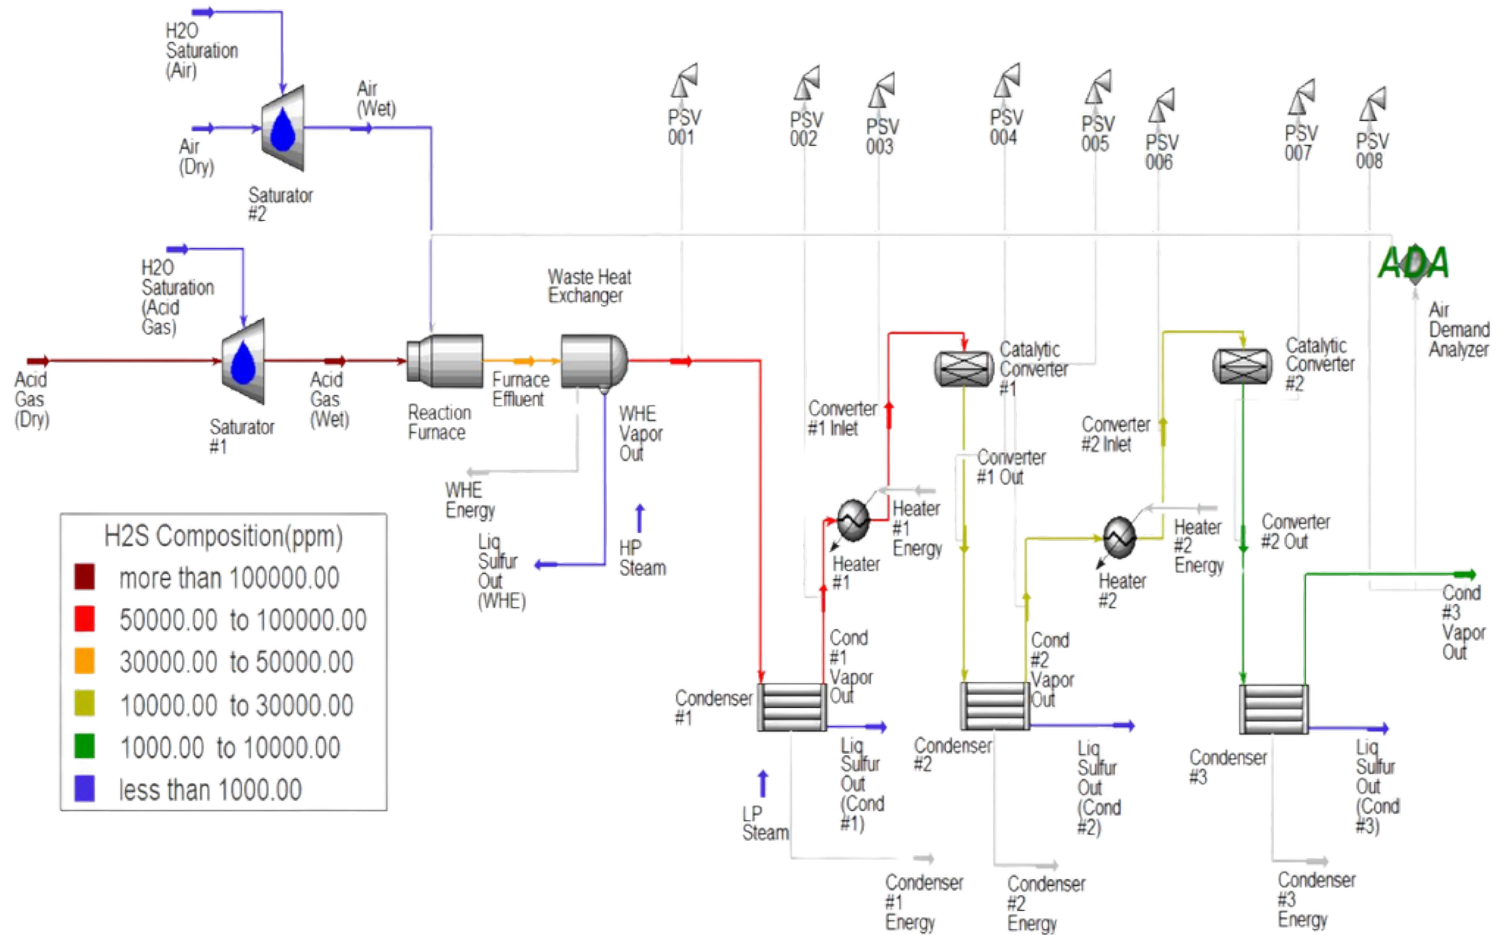 H2O
Saturation
(Air)
Air
(Wet)
Air
(Dry)
Saturator
#2
PSV
001
PSV
002
PSV
003
PSV
004
PSV
005
PSV
006
PSV
007
PSV
008
H2O
Saturation
(Acid
Gas)
Waste Heat
Exchanger
ADA
Air
Demand
Analyzer
Acid
Gas
(Dry)
Saturator
#1
Acid
Gas
(Wet)
Reaction
Furnace
Furnace
Effluent
WHE
Vapor
Out
WHE
Energy
Liq
Sulfur
Out
(WHE)
HP
Steam
Catalytic
Converter
#1
Converter
#1 Inlet
Converter
#1 Out
Heater
#1
Energy
Heater
#1
Catalytic
Converter
#2
Converter
#2 Inlet
Heater
#2
Energy
Heater
#2
Converter
#2 Out
Cond
#3
Vapor
Out
H2S Composition(ppm)
more than 100000.00
50000.00 to 100000.00
30000.00 to 50000.00
10000.00 to 30000.00
1000.00 to 10000.00
less than 1000.00
Condenser
#1
Cond
#1
Vapor
Out
Liq
Sulfur
Out
(Cond
#1)
LP
Steam
Condenser
#1
Energy
Condenser
#2
Cond
#2
Vapor
Out
Liq
Sulfur
Out
(Cond
#2)
Condenser
#2
Energy
Condenser
#3
Liq
Sulfur
Out
(Cond
#3)
Condenser
#3
Energy